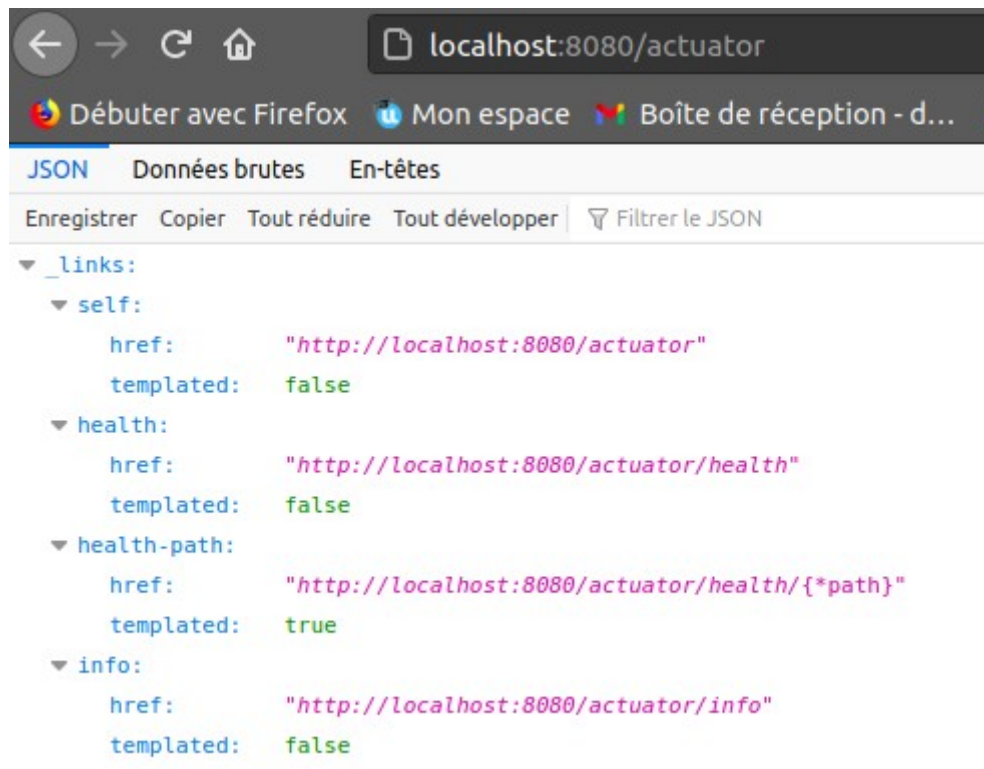 localhost:8080/actuator
Débuter avec Firefox Mon espace Boîte de réception - d…
JSON Données brutes En-têtes
Enregistrer Copier Tout réduire Tout développer Filtrer le JSON
_links:
self:
href: "http://localhost:8080/actuator"
templated: false
health:
href: "http://localhost:8080/actuator/health"
templated: false
health-path:
href: "http://localhost:8080/actuator/health/{*path}"
templated: true
info:
href: "http://localhost:8080/actuator/info"
templated: false